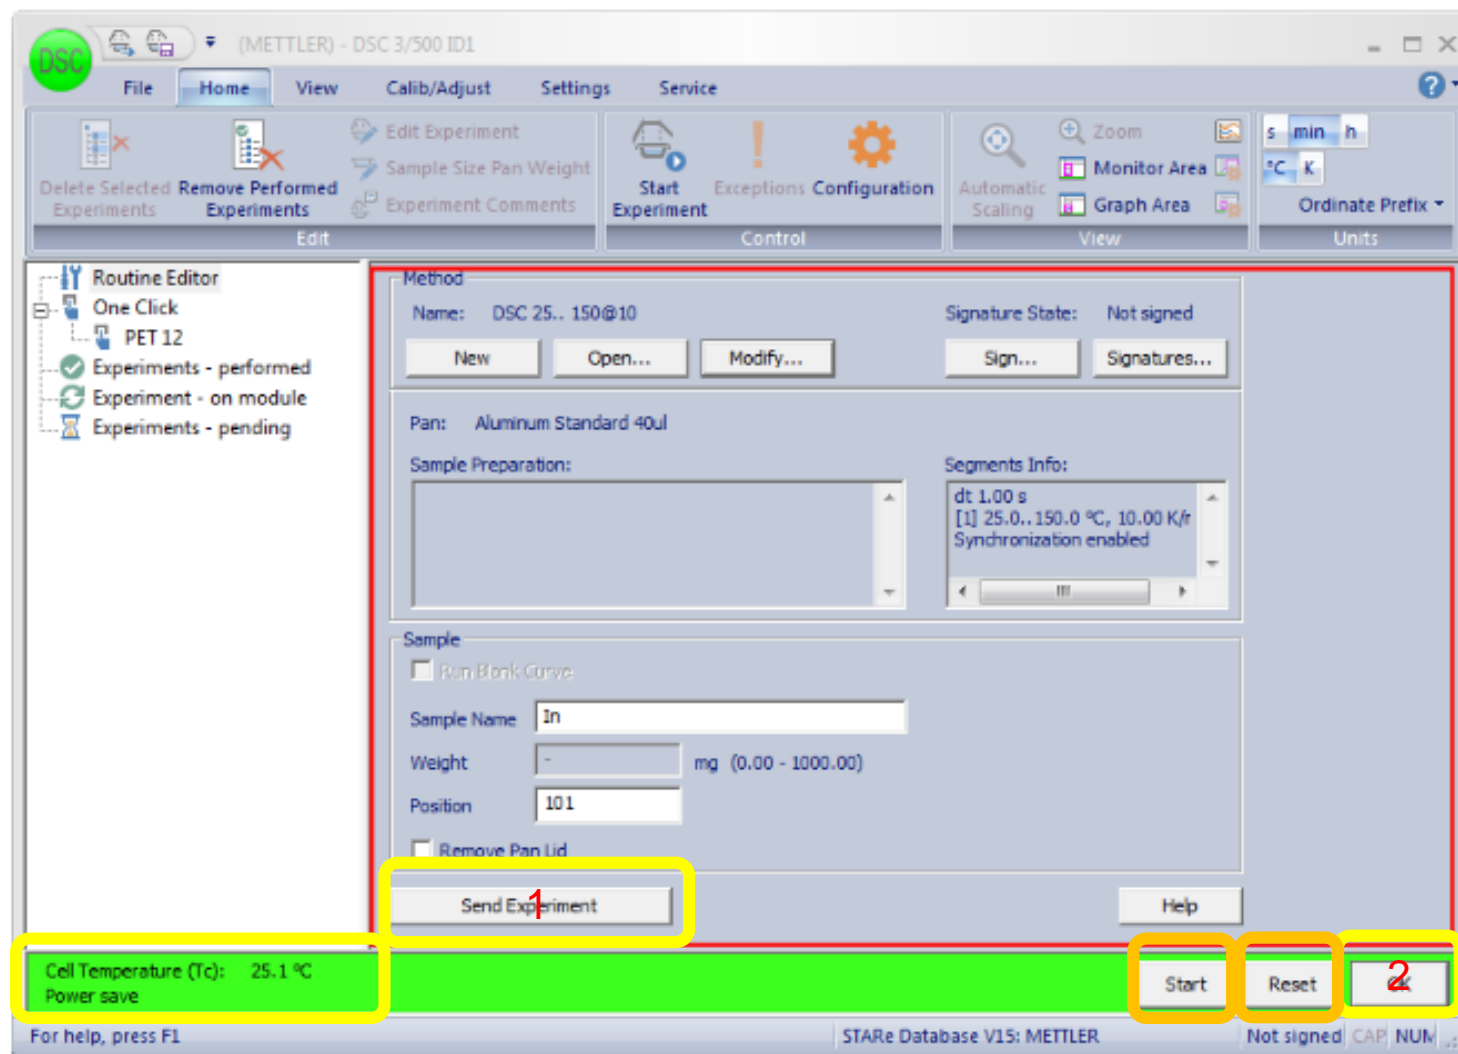 DSC
(METTLER) - DSC 3/500 ID1
File Home View Calib/Adjust Settings Service
Delete Selected Experiments
Remove Performed Experiments
Edit Experiment
Sample Size Pan Weight
Experiment Comments
Edit
Start Experiment
Exceptions
Configuration
Control
Automatic Scaling
Zoom
Monitor Area
Graph Area
View
s min h
°C K
Ordinate Prefix
Units
Routine Editor
One Click
PET 12
Experiments - performed
Experiment - on module
Experiments - pending
Method
Name: DSC 25.. 150@10
Signature State: Not signed
New Open... Modify... Sign... Signatures...
Pan: Aluminum Standard 40ul
Sample Preparation:
Segments Info:
dt 1.00 s
[1] 25.0..150.0 °C, 10.00 K/r
Synchronization enabled
Sample
Run Blank Curve
Sample Name In
Weight - mg (0.00 - 1000.00)
Position 101
Remove Pan Lid
Send Experiment
1
Help
Cell Temperature (Tc): 25.1 °C
Power save
Start Reset OK
2
For help, press F1
STARe Database V15: METTLER
Not signed CAP NUM